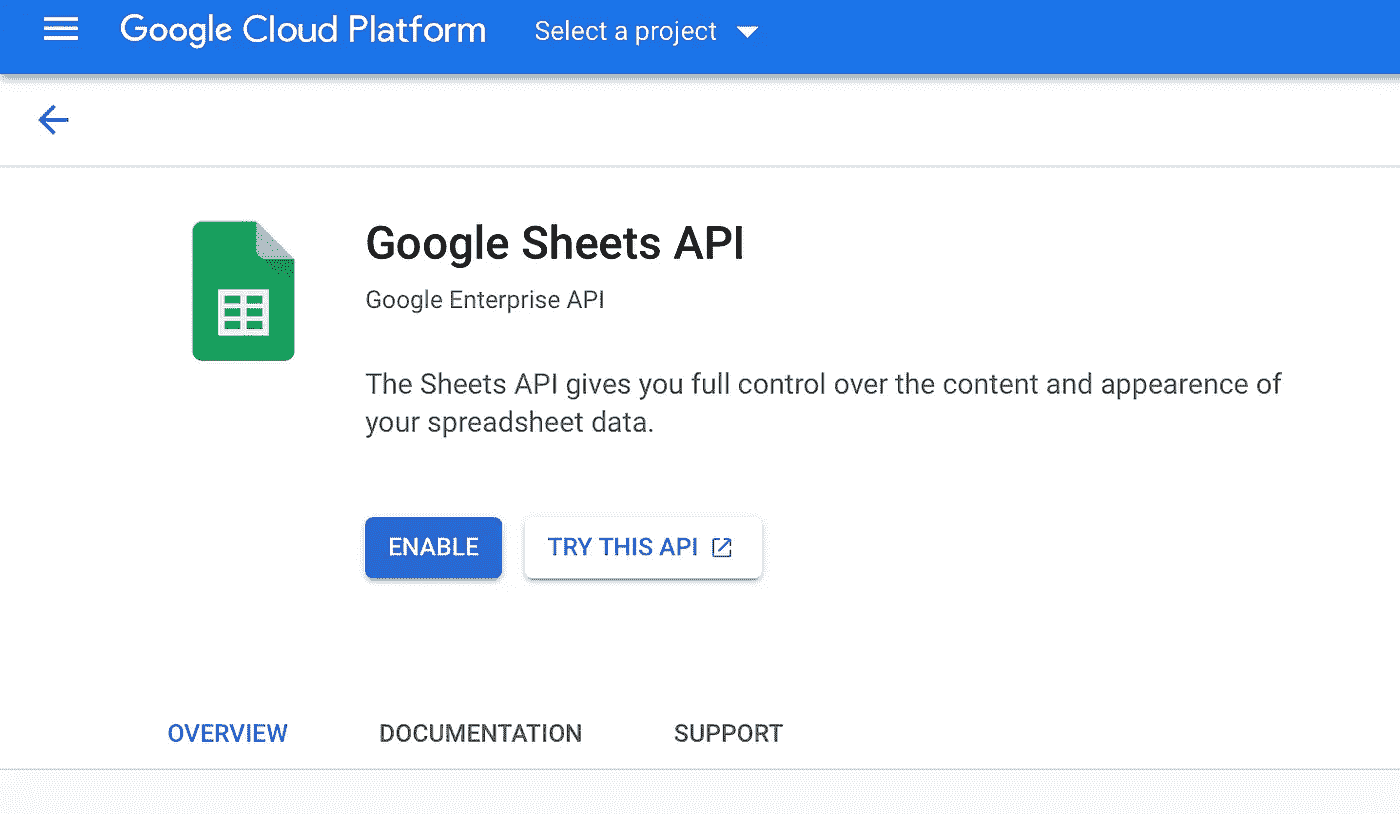 Google Cloud Platform Select a project
Google Sheets API
Google Enterprise API
The Sheets API gives you full control over the content and appearence of
your spreadsheet data.
ENABLE TRY THIS API
OVERVIEW DOCUMENTATION SUPPORT